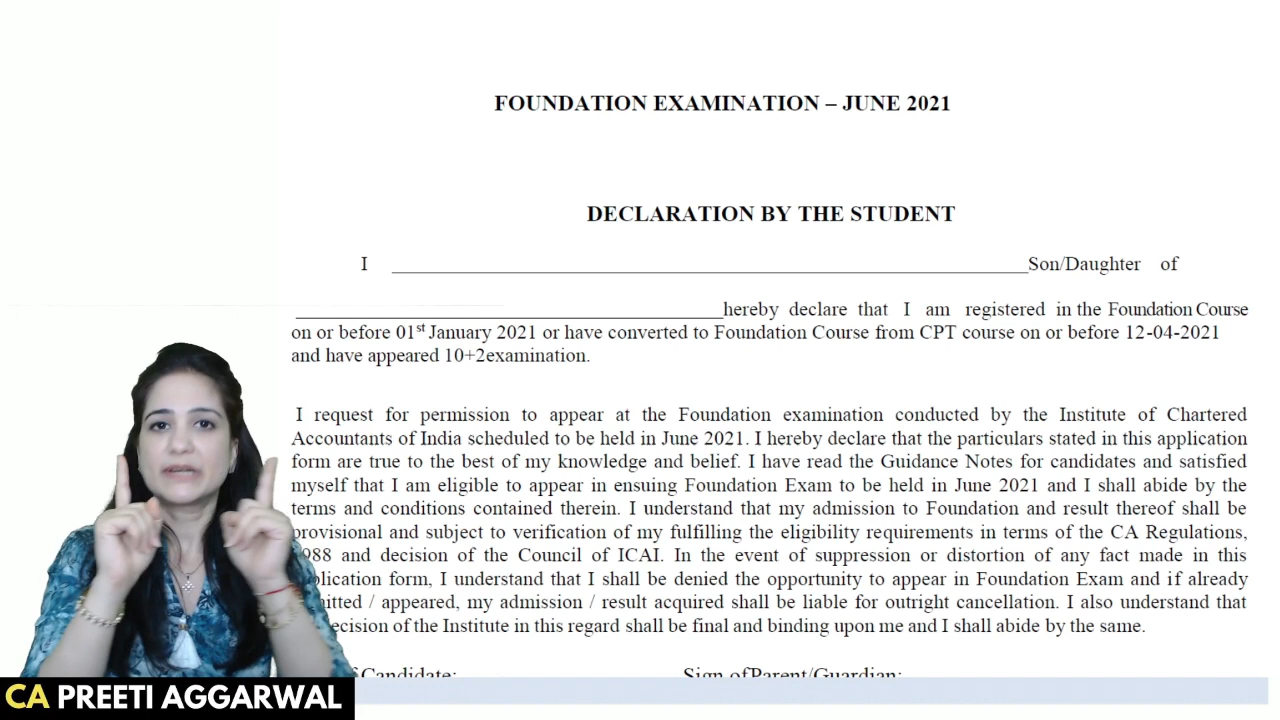 FOUNDATION EXAMINATION – JUNE 2021
DECLARATION BY THE STUDENT
I ____________________ Son/Daughter of
____________________hereby declare that I am registered in the Foundation Course
on or before 01st January 2021 or have converted to Foundation Course from CPT course on or before 12-04-2021
and have appeared 10+2examination.
I request for permission to appear at the Foundation examination conducted by the Institute of Chartered
Accountants of India scheduled to be held in June 2021. I hereby declare that the particulars stated in this application
form are true to the best of my knowledge and belief. I have read the Guidance Notes for candidates and satisfied
myself that I am eligible to appear in ensuing Foundation Exam to be held in June 2021 and I shall abide by the
terms and conditions contained therein. I understand that my admission to Foundation and result thereof shall be
provisional and subject to verification of my fulfilling the eligibility requirements in terms of the CA Regulations,
988 and decision of the Council of ICAI. In the event of suppression or distortion of any fact made in this
plication form, I understand that I shall be denied the opportunity to appear in Foundation Exam and if already
itted / appeared, my admission / result acquired shall be liable for outright cancellation. I also understand that
ecision of the Institute in this regard shall be final and binding upon me and I shall abide by the same.
Candidate: Sign ofParent/Guardian:
CA PREETI AGGARWAL